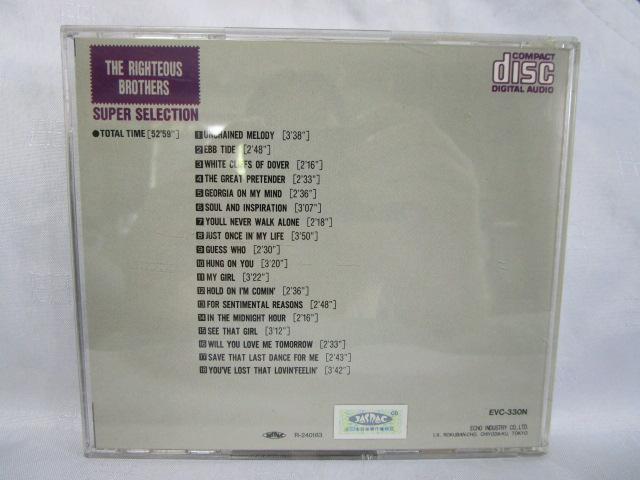 THE RIGHTEOUS
BROTHERS
SUPER SELECTION
COMPACT
disc
DIGITAL AUDIO
●TOTAL TIME [52'59"]
1 UNCHAINED MELODY [3'38"]
2 EBB TIDE [2'48"]
3 WHITE CLIFFS OF DOVER [2'16"]
4 THE GREAT PRETENDER [2'33"]
5 GEORGIA ON MY MIND [2'36"]
6 SOUL AND INSPIRATION [3'07"]
7 YOULL NEVER WALK ALONE [2'18"]
8 JUST ONCE IN MY LIFE [3'50"]
9 GUESS WHO [2'30"]
10 HUNG ON YOU [3'20"]
11 MY GIRL [3'22"]
12 HOLD ON I'M COMIN' [2'36"]
13 FOR SENTIMENTAL REASONS [2'48"]
14 IN THE MIDNIGHT HOUR [2'16"]
15 SEE THAT GIRL [3'12"]
16 WILL YOU LOVE ME TOMORROW [2'33"]
17 SAVE THAT LAST DANCE FOR ME [2'43"]
18 YOU'VE LOST THAT LOVIN'FEELIN' [3'42"]
R-240163
JASRAC
CD
EVC-330N
ECHO INDUSTRY CO.,LTD.